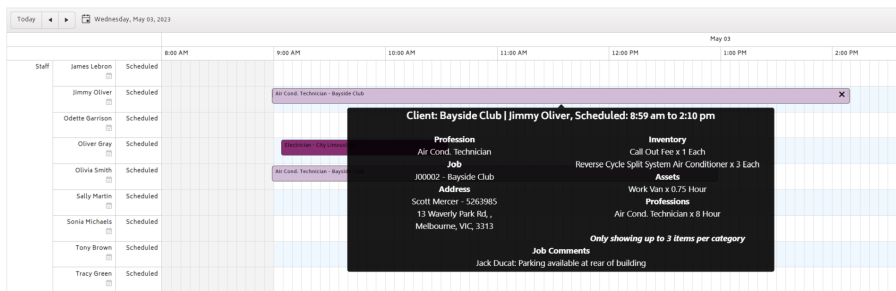 Today
Wednesday, May 03, 2023
May 03
8:00 AM 9:00 AM 10:00 AM 11:00 AM 12:00 PM 1:00 PM 2:00 PM
Staff James Lebron Scheduled
Jimmy Oliver Scheduled Air Cond. Technician - Bayside Club
Odette Garrison Scheduled
Oliver Gray Scheduled Electrician - City
Olivia Smith Scheduled Air Cond. Technician - Bayside
Sally Martin Scheduled
Sonia Michaels Scheduled
Tony Brown Scheduled
Tracy Green Scheduled
Client: Bayside Club | Jimmy Oliver, Scheduled: 8:59 am to 2:10 pm
Profession
Air Cond. Technician
Job
J00002 - Bayside Club
Address
Scott Mercer - 5263985
13 Waverly Park Rd, ,
Melbourne, VIC, 3313
Inventory
Call Out Fee x 1 Each
Reverse Cycle Split System Air Conditioner x 3 Each
Assets
Work Van x 0.75 Hour
Professions
Air Cond. Technician x 8 Hour
Only showing up to 3 items per category
Job Comments
Jack Ducat: Parking available at rear of building